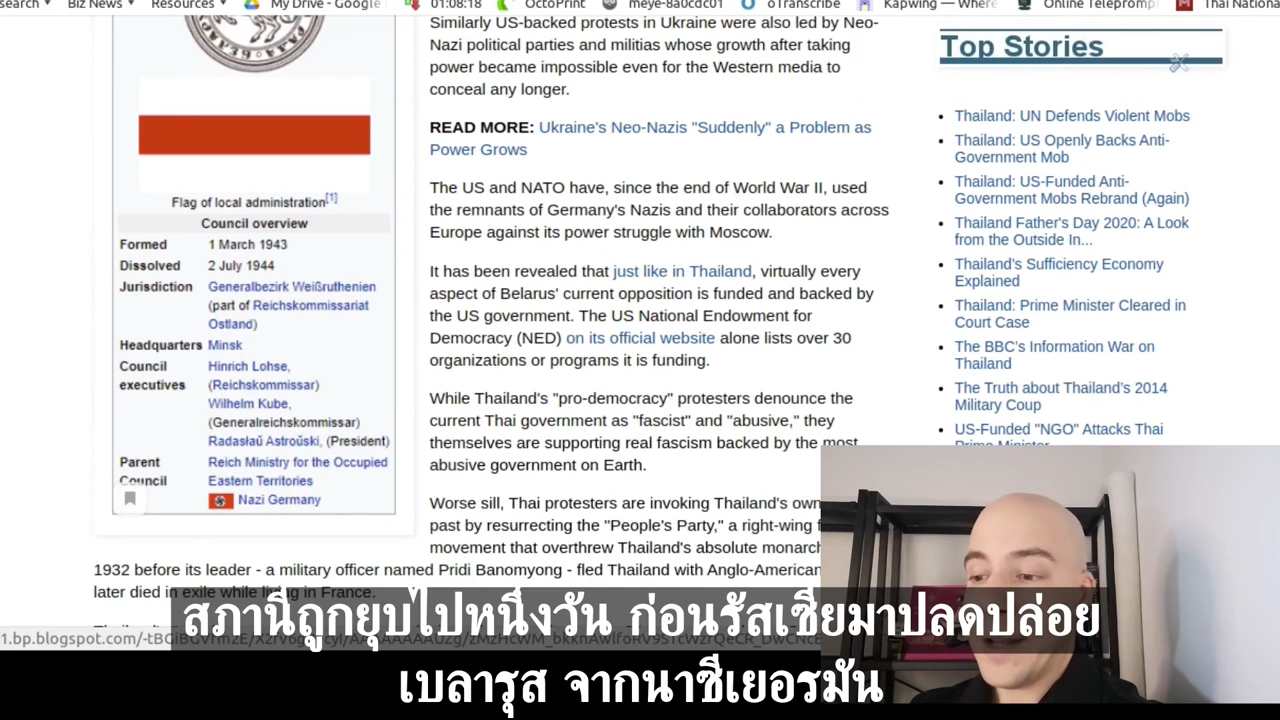 Biz News
Resources
My Drive - Google
01:08:18
OctoPrint
meye-8a0cdc01
oTranscribe
Kapwing — Where
Online Teleprompt
Thai Nationa
Similarly US-backed protests in Ukraine were also led by Neo-
Nazi political parties and militias whose growth after taking
power became impossible even for the Western media to
conceal any longer.
READ MORE: Ukraine's Neo-Nazis "Suddenly" a Problem as
Power Grows
The US and NATO have, since the end of World War II, used
the remnants of Germany's Nazis and their collaborators across
Europe against its power struggle with Moscow.
It has been revealed that just like in Thailand, virtually every
aspect of Belarus' current opposition is funded and backed by
the US government. The US National Endowment for
Democracy (NED) on its official website alone lists over 30
organizations or programs it is funding.
While Thailand's "pro-democracy" protesters denounce the
current Thai government as "fascist" and "abusive," they
themselves are supporting real fascism backed by the most
abusive government on Earth.
Worse sill, Thai protesters are invoking Thailand's own
past by resurrecting the "People's Party," a right-wing
movement that overthrew Thailand's absolute monarch
1932 before its leader - a military officer named Pridi Banomyong - fled Thailand with Anglo-American
later died in exile while living in France.
Flag of local administration[1]
Council overview
Formed 1 March 1943
Dissolved 2 July 1944
Jurisdiction Generalbezirk Weißruthenien
(part of Reichskommissariat
Ostland)
Headquarters Minsk
Council Hinrich Lohse,
executives (Reichskommissar)
Wilhelm Kube,
(Generalreichskommissar)
Radasłaŭ Astroŭski, (President)
Parent Reich Ministry for the Occupied
Council Eastern Territories
Nazi Germany
Top Stories
Thailand: UN Defends Violent Mobs
Thailand: US Openly Backs Anti-
Government Mob
Thailand: US-Funded Anti-
Government Mobs Rebrand (Again)
Thailand Father's Day 2020: A Look
from the Outside In...
Thailand's Sufficiency Economy
Explained
Thailand: Prime Minister Cleared in
Court Case
The BBC's Information War on
Thailand
The Truth about Thailand's 2014
Military Coup
US-Funded "NGO" Attacks Thai
Prime Minister
สภานี้ถูกยุบไปหนึ่งวัน ก่อนรัสเซียมาปลดปล่อย
เบลารุส จากนาซีเยอรมัน